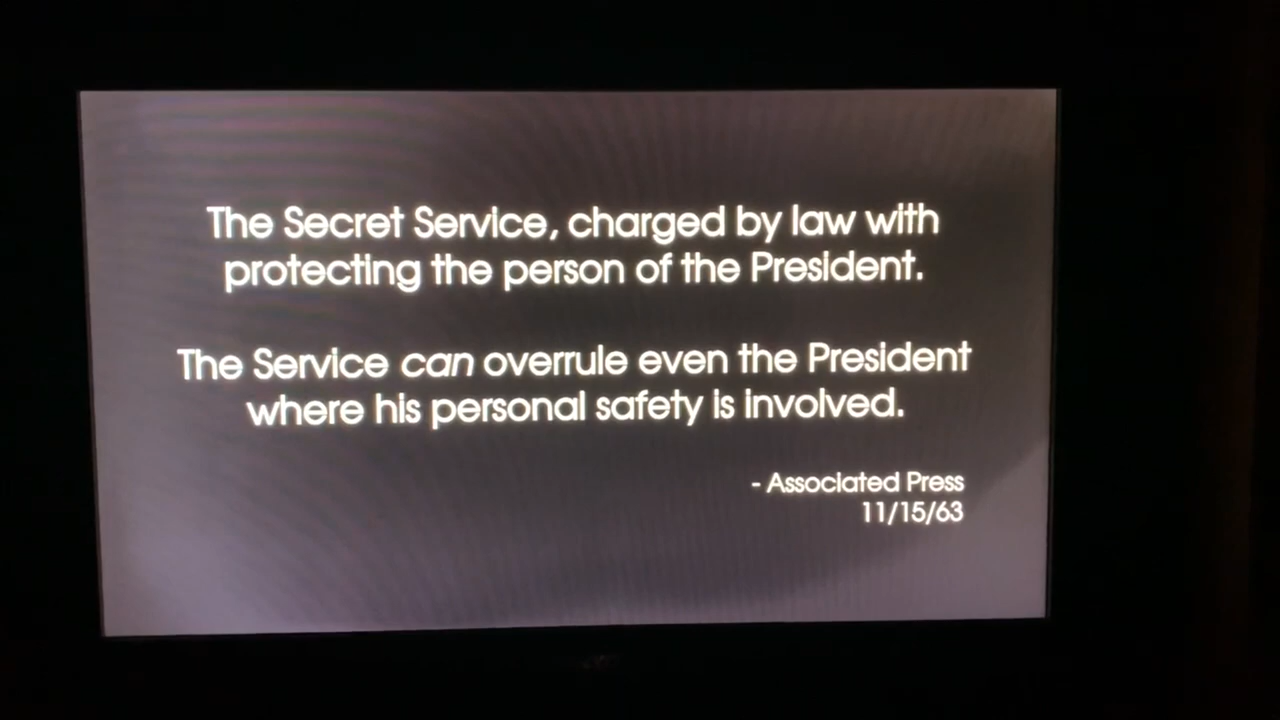 The Secret Service, charged by law with
protecting the person of the President.
The Service can overrule even the President
where his personal safety is involved.
- Associated Press
11/15/63